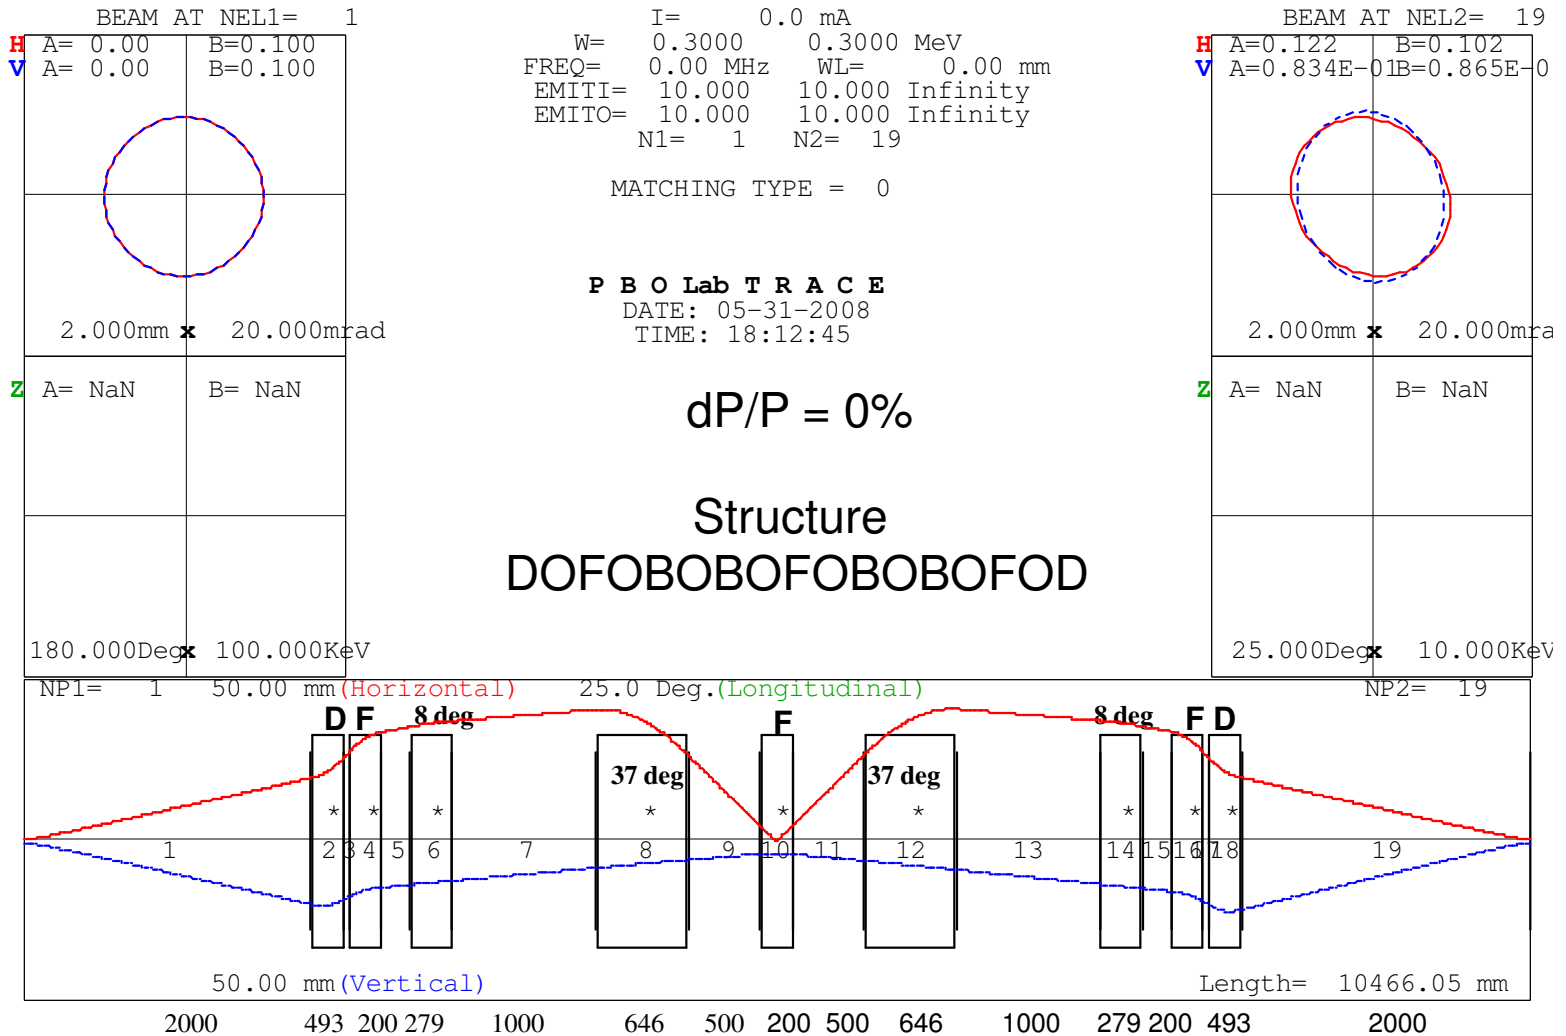 BEAM AT NEL1= 1
H A= 0.00 B=0.100
V A= 0.00 B=0.100
2.000mm x 20.000mrad
Z A= NaN B= NaN
180.000Deg x 100.000KeV
I= 0.0 mA
W= 0.3000 0.3000 MeV
FREQ= 0.00 MHz WL= 0.00 mm
EMITI= 10.000 10.000 Infinity
EMITO= 10.000 10.000 Infinity
N1= 1 N2= 19
MATCHING TYPE = 0
P B O Lab T R A C E
DATE: 05-31-2008
TIME: 18:12:45
dP/P = 0%
Structure
DOFOBOBOFOBOBOFOD
BEAM AT NEL2= 19
H A=0.122 B=0.102
V A=0.834E-01B=0.865E-0
2.000mm x 20.000mra
Z A= NaN B= NaN
25.000Deg x 10.000KeV
NP1= 1 50.00 mm(Horizontal) 25.0 Deg.(Longitudinal) NP2= 19
D F 8 deg F 8 deg F D
37 deg 37 deg
* * * * * * * * *
1 2 3 4 5 6 7 8 9 10 11 12 13 14 15 16 17 18 19
50.00 mm(Vertical) Length= 10466.05 mm
2000 493 200 279 1000 646 500 200 500 646 1000 279 200 493 2000